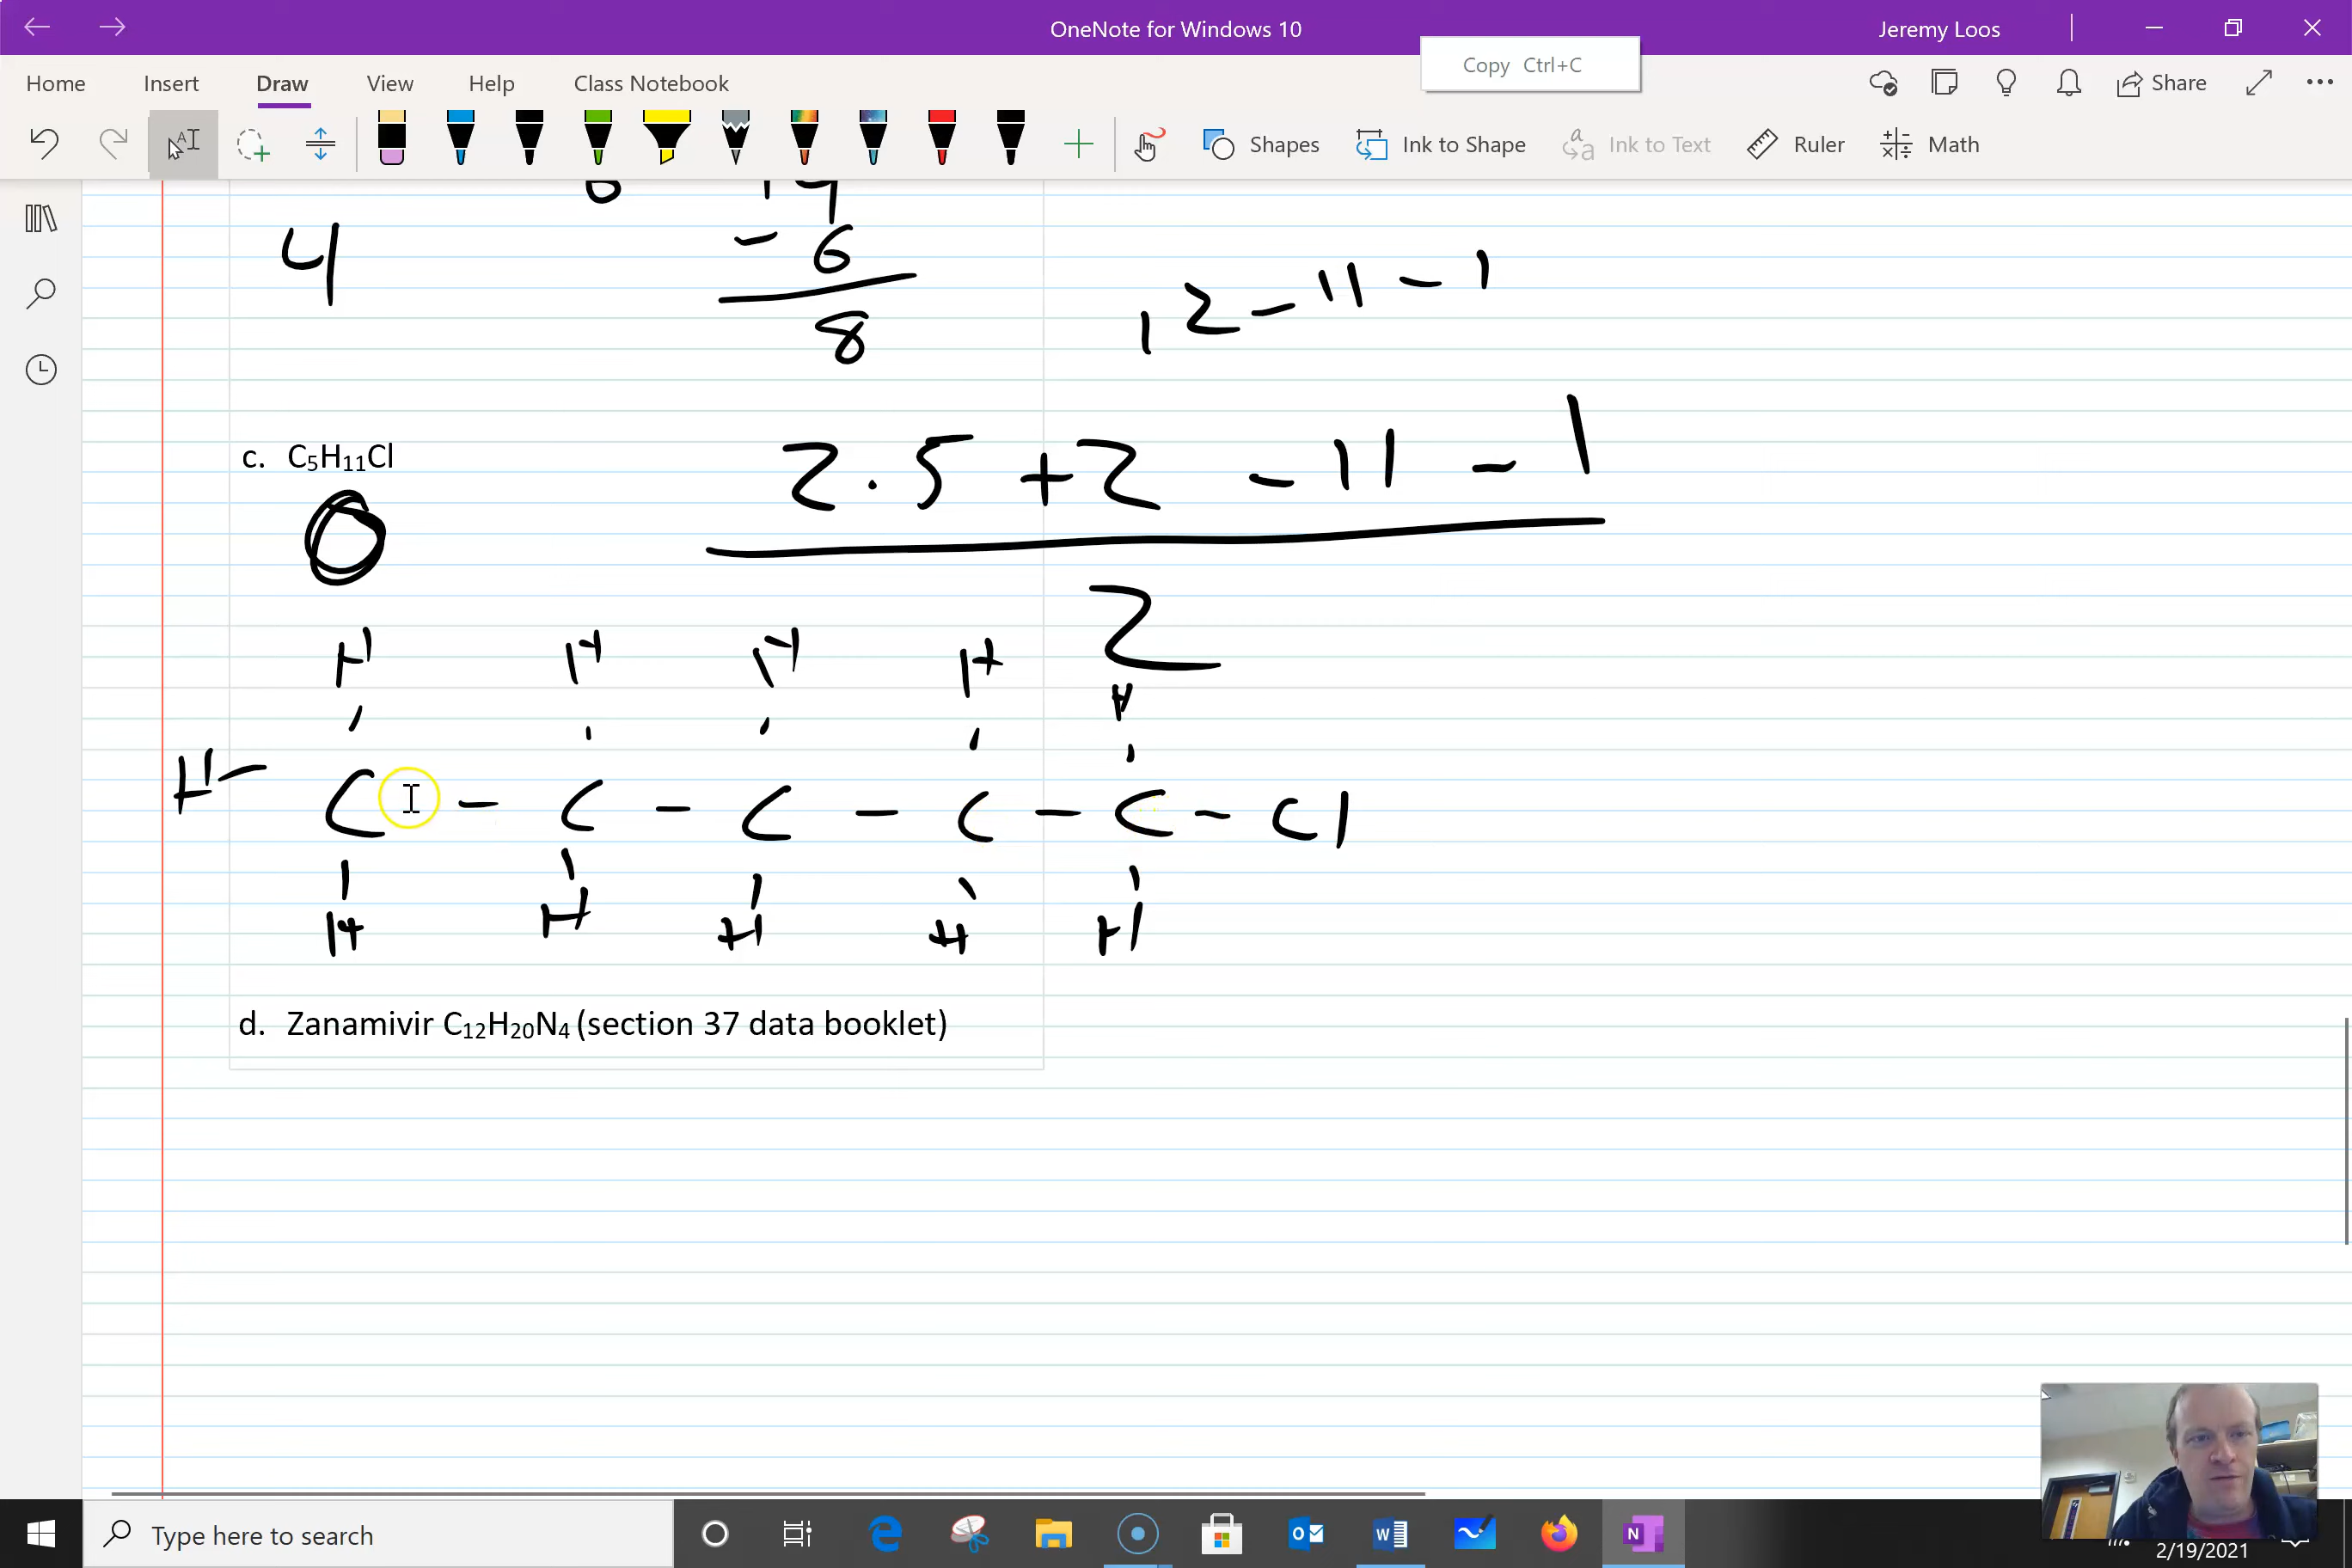 OneNote for Windows 10
Jeremy Loos
Copy Ctrl+C
Home Insert Draw View Help Class Notebook
Share
Shapes Ink to Shape Ink to Text Ruler Math
4
- 6
8
12 - 11 - 1
c. C₅H₁₁Cl
2 · 5 + 2 - 11 - 1
0
2
H H H H
H
H - C - C - C - C - C - Cl
H H H H H
d. Zanamivir C₁₂H₂₀N₄ (section 37 data booklet)
Type here to search
2/19/2021